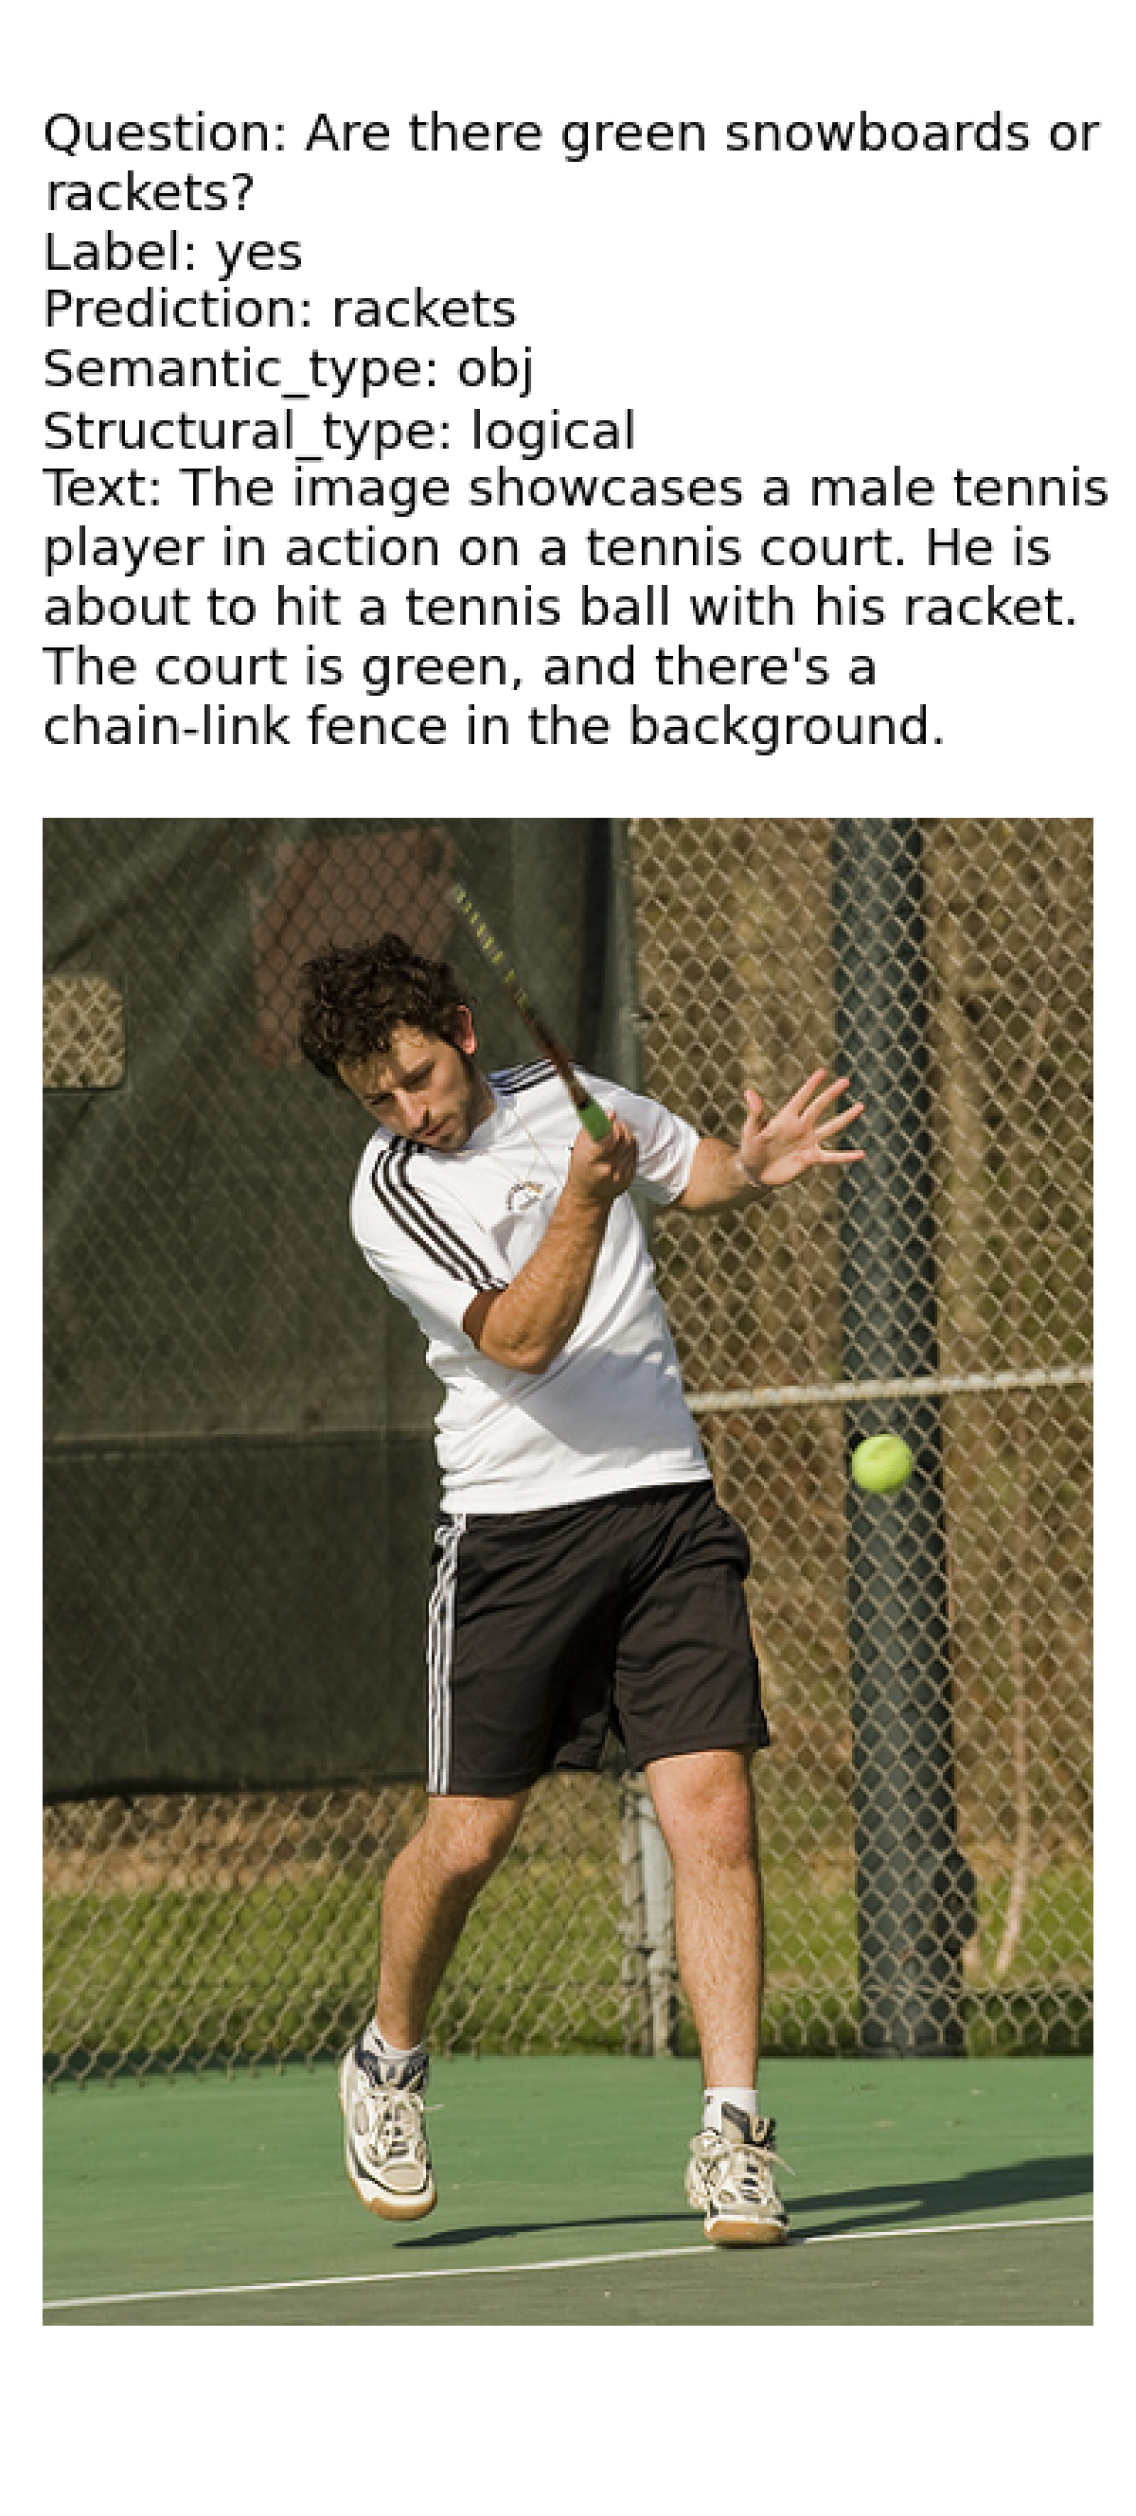 Question: Are there green snowboards or
rackets?
Label: yes
Prediction: rackets
Semantic_type: obj
Structural_type: logical
Text: The image showcases a male tennis
player in action on a tennis court. He is
about to hit a tennis ball with his racket.
The court is green, and there's a
chain-link fence in the background.